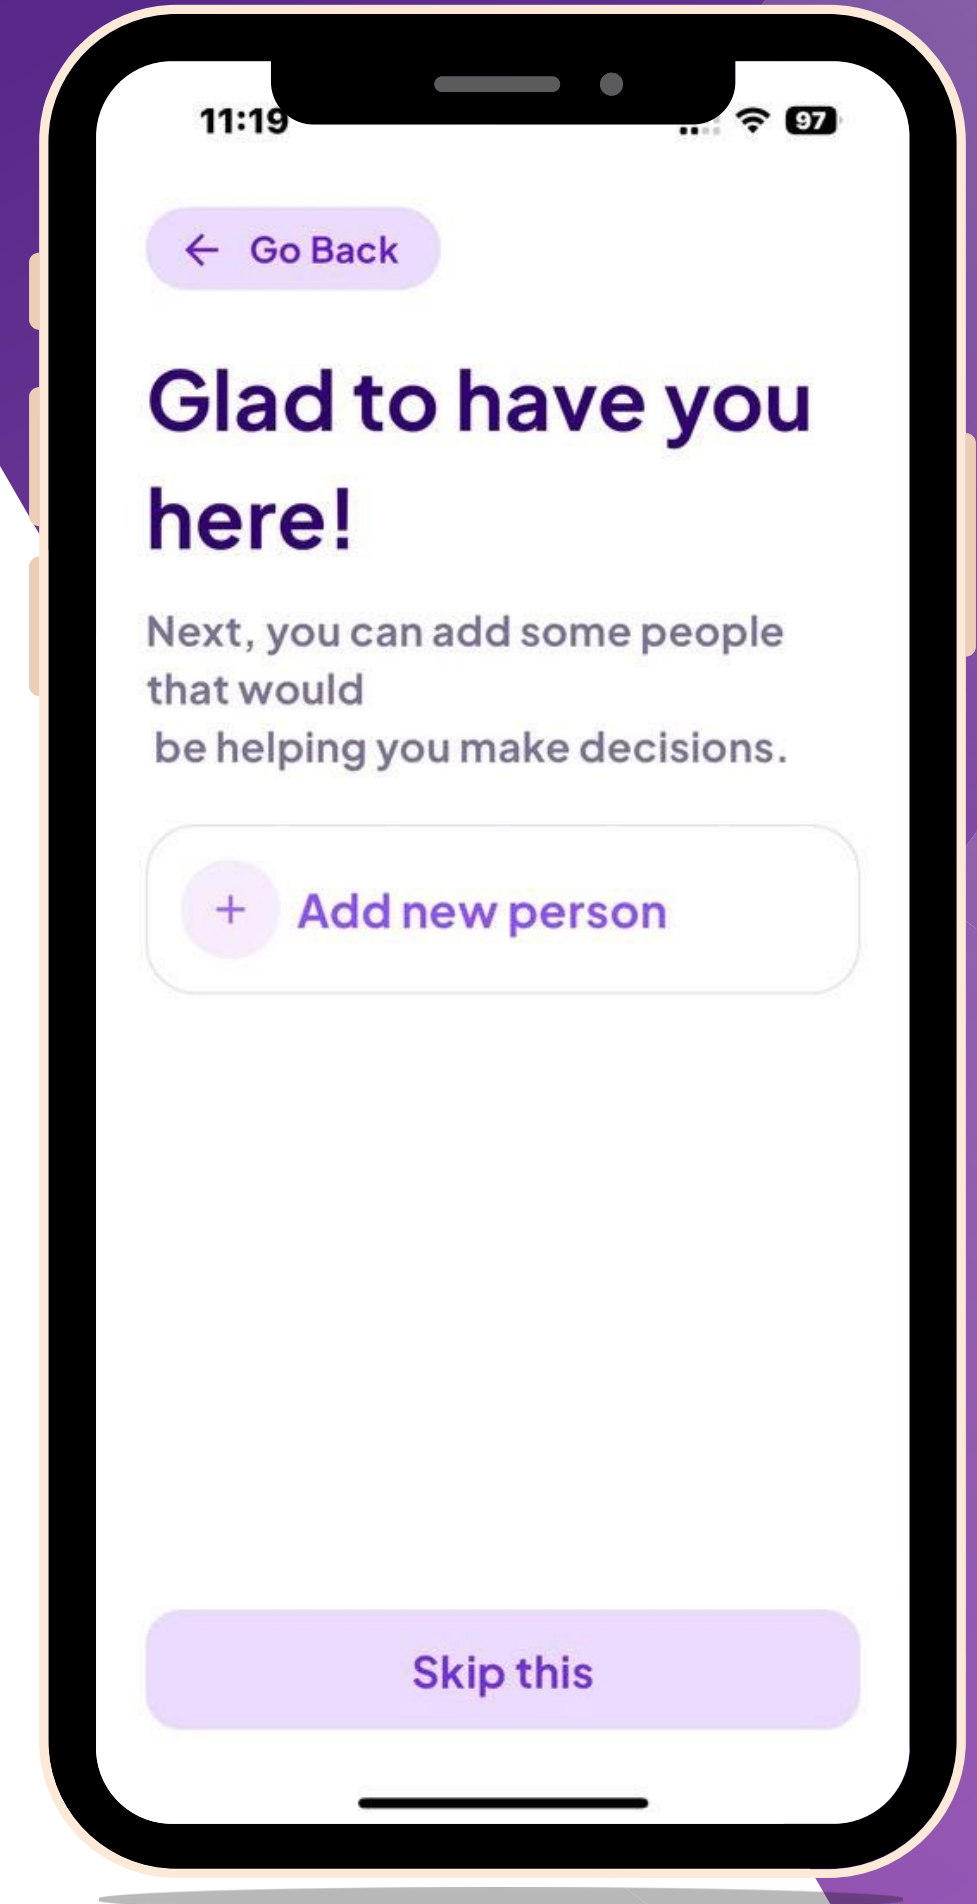 11:19
97
Go Back
Glad to have you
here!
Next, you can add some people
that would
be helping you make decisions.
+ Add new person
Skip this